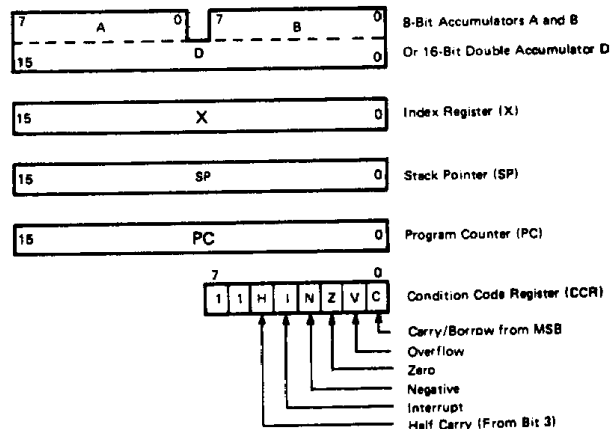 7 A 0 7 B 0 8-Bit Accumulators A and B
15 D 0 Or 16-Bit Double Accumulator D
15 X 0 Index Register (X)
15 SP 0 Stack Pointer (SP)
15 PC 0 Program Counter (PC)
7 0
1 1 H I N Z V C Condition Code Register (CCR)
Carry/Borrow from MSB
Overflow
Zero
Negative
Interrupt
Half Carry (From Bit 3)